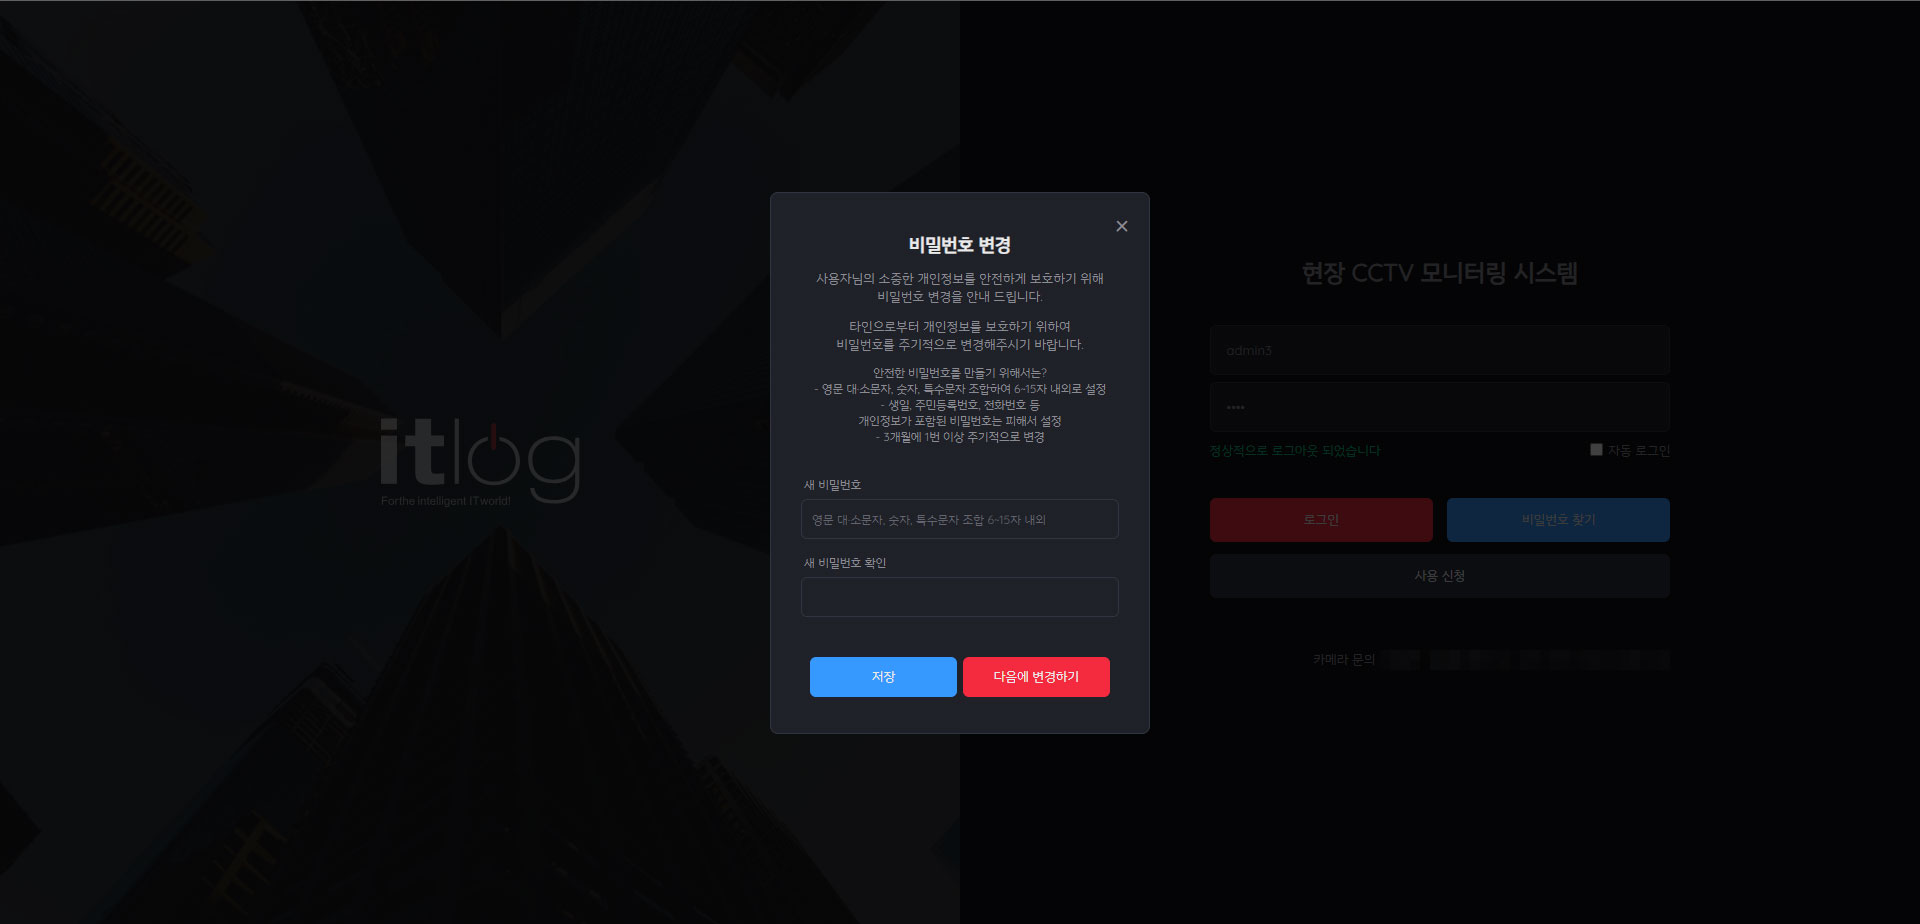 비밀번호 변경
사용자님의 소중한 개인정보를 안전하게 보호하기 위해
비밀번호 변경을 안내 드립니다.
타인으로부터 개인정보를 보호하기 위하여
비밀번호를 주기적으로 변경해주시기 바랍니다.
안전한 비밀번호를 만들기 위해서는?
- 영문 대·소문자, 숫자, 특수문자 조합하여 6~15자 내외로 설정
- 생일, 주민등록번호, 전화번호 등
개인정보가 포함된 비밀번호는 피해서 설정
- 3개월에 1번 이상 주기적으로 변경
새 비밀번호
영문 대·소문자, 숫자, 특수문자 조합 6~15자 내외
새 비밀번호 확인
저장
다음에 변경하기
itlog
For the intelligent IT world!
현장 CCTV 모니터링 시스템
admin3
정상적으로 로그아웃 되었습니다
자동 로그인
로그인
비밀번호 찾기
사용 신청
카메라 문의